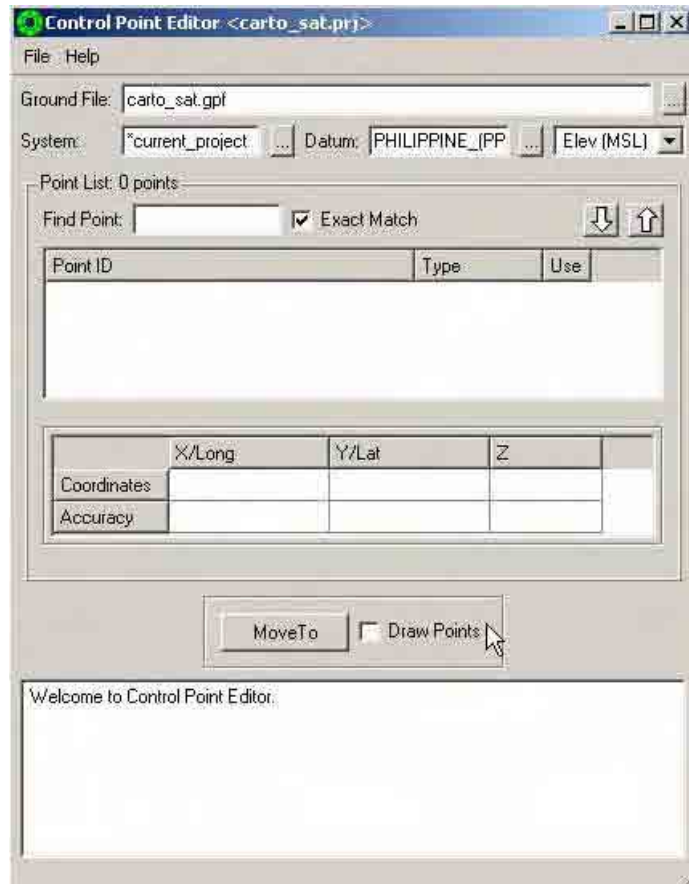 Control Point Editor <carto_sat.prj>
File Help
Ground File: carto_sat.gpf ...
System: *current_project ... Datum: PHILIPPINE_(PP ... Elev (MSL)
Point List: 0 points
Find Point: Exact Match
Point ID Type Use
X/Long Y/Lat Z
Coordinates
Accuracy
MoveTo Draw Points
Welcome to Control Point Editor.